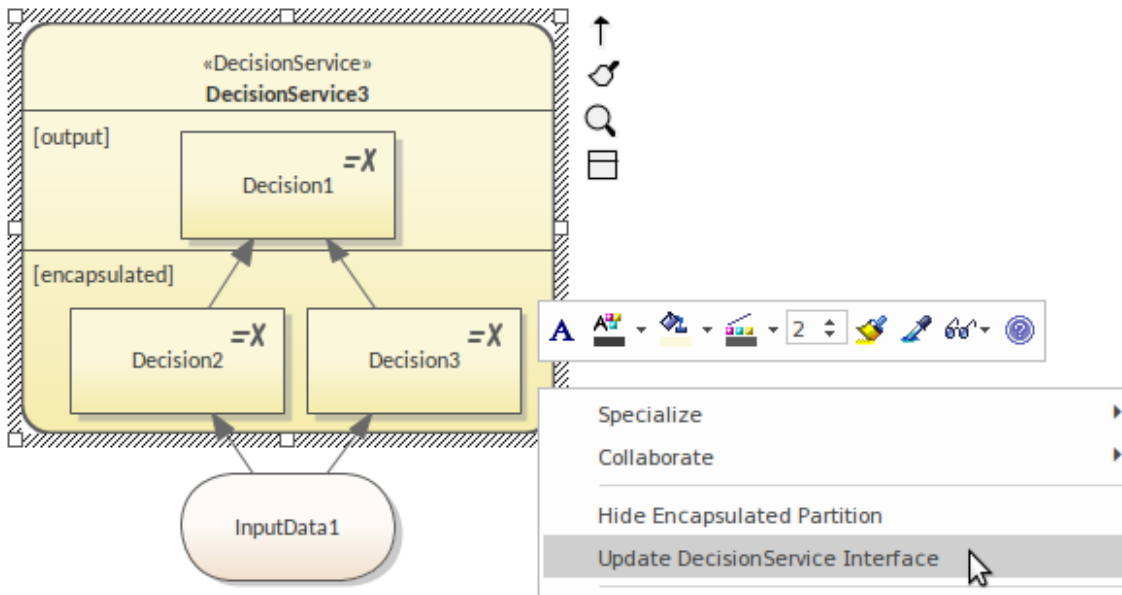 «DecisionService»
DecisionService3
[output]
=X
Decision1
[encapsulated]
=X
Decision2
=X
Decision3
A
A
2
?
Specialize
Collaborate
InputData1
Hide Encapsulated Partition
Update DecisionService Interface